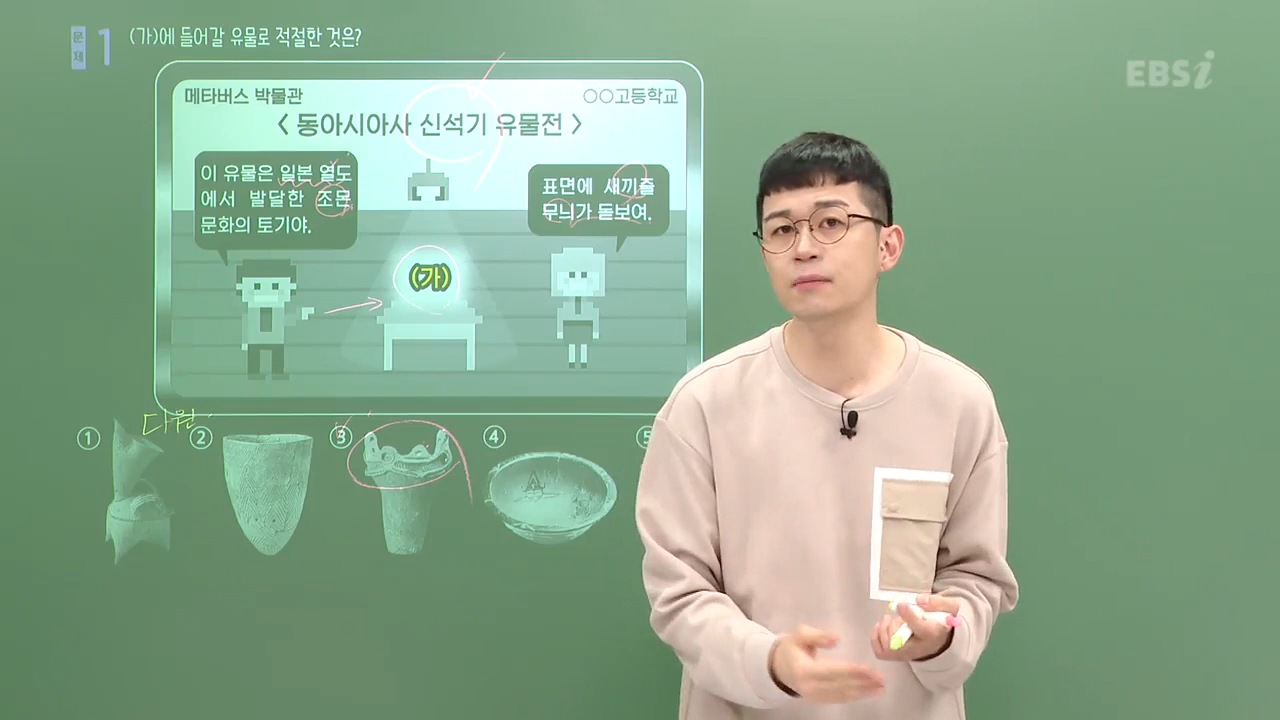 문제 1 (가)에 들어갈 유물로 적절한 것은?
EBSi
메타버스 박물관
○○고등학교
< 동아시아사 신석기 유물전 >
이 유물은 일본 열도
에서 발달한 조몬
문화의 토기야.
표면에 새끼줄
무늬가 돋보여.
(가)
다원
① ② ③ ④ ⑤